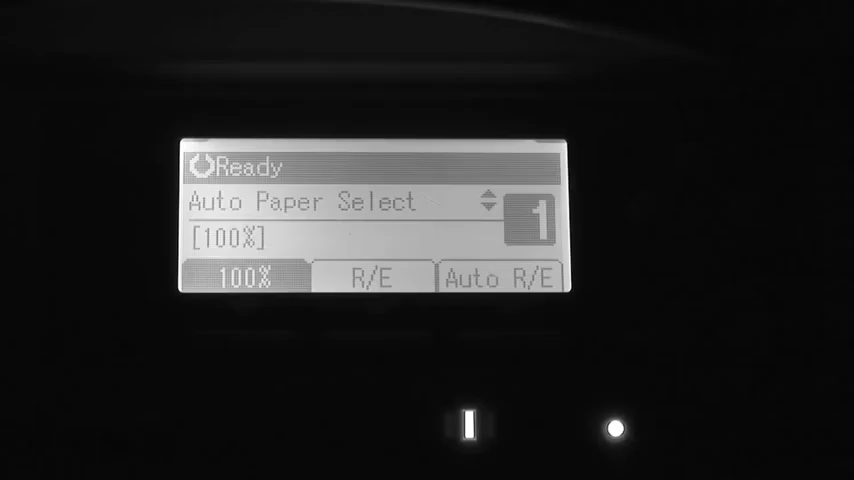 Ready
Auto Paper Select
1
[100%]
100% R/E Auto R/E